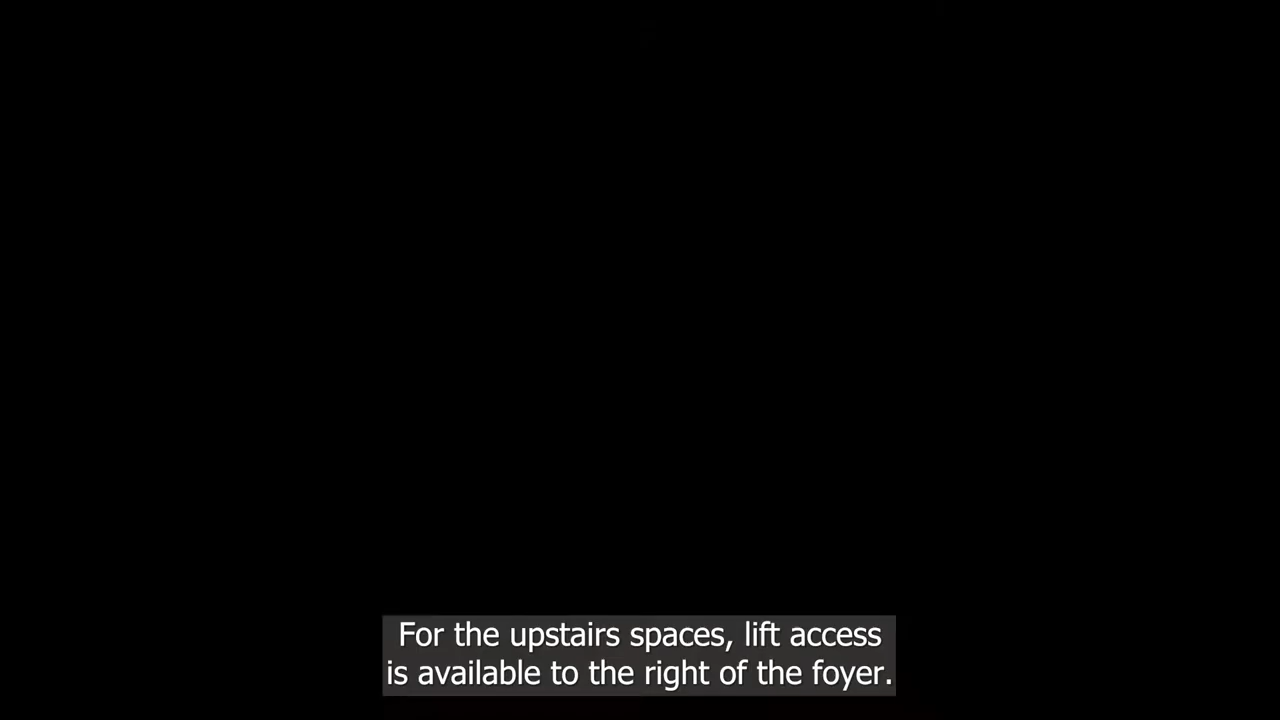 For the upstairs spaces, lift access
is available to the right of the foyer.